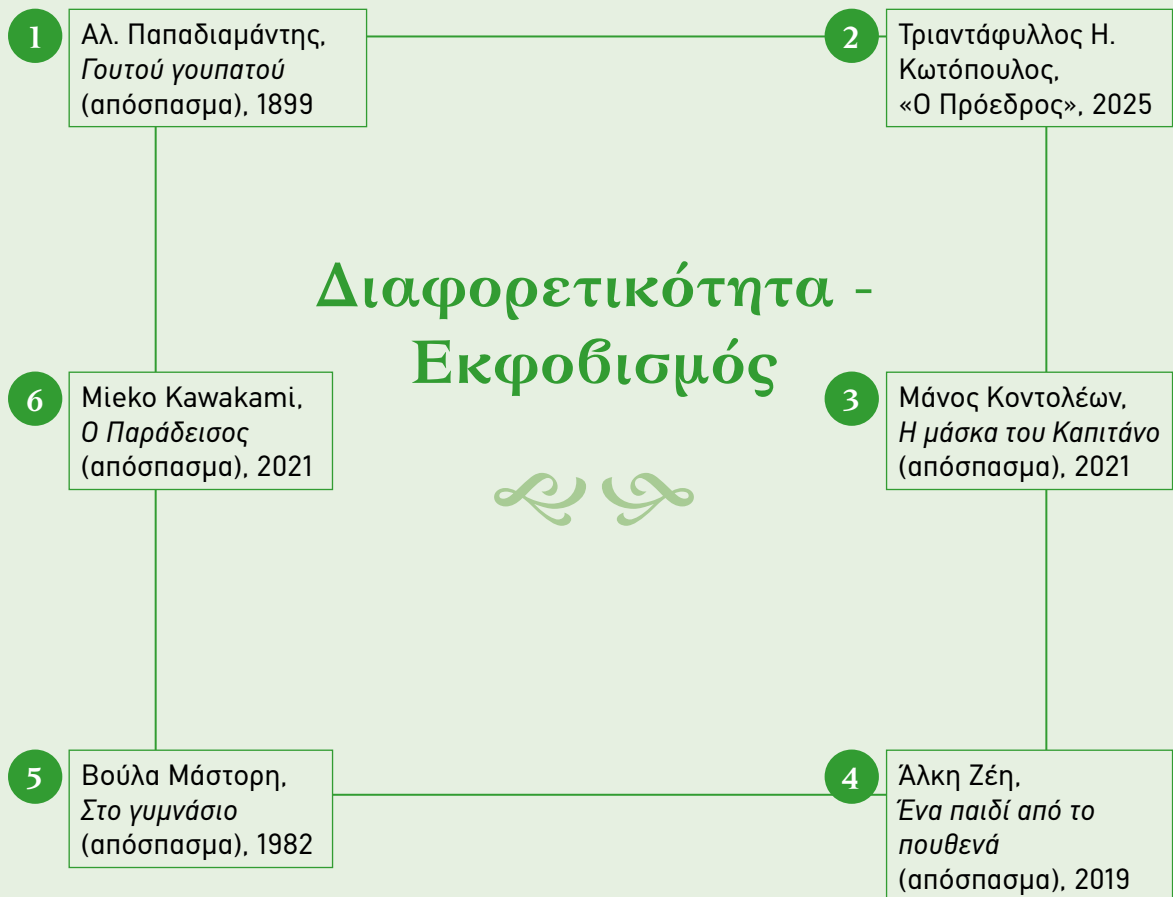 1
Αλ. Παπαδιαμάντης,
Γουτού γουπατού
(απόσπασμα), 1899
2
Τριαντάφυλλος Η.
Κωτόπουλος,
«Ο Πρόεδρος», 2025
Διαφορετικότητα -
Εκφοβισμός
6
Mieko Kawakami,
Ο Παράδεισος
(απόσπασμα), 2021
3
Μάνος Κοντολέων,
Η μάσκα του Καπιτάνο
(απόσπασμα), 2021
5
Βούλα Μάστορη,
Στο γυμνάσιο
(απόσπασμα), 1982
4
Άλκη Ζέη,
Ένα παιδί από το
πουθενά
(απόσπασμα), 2019